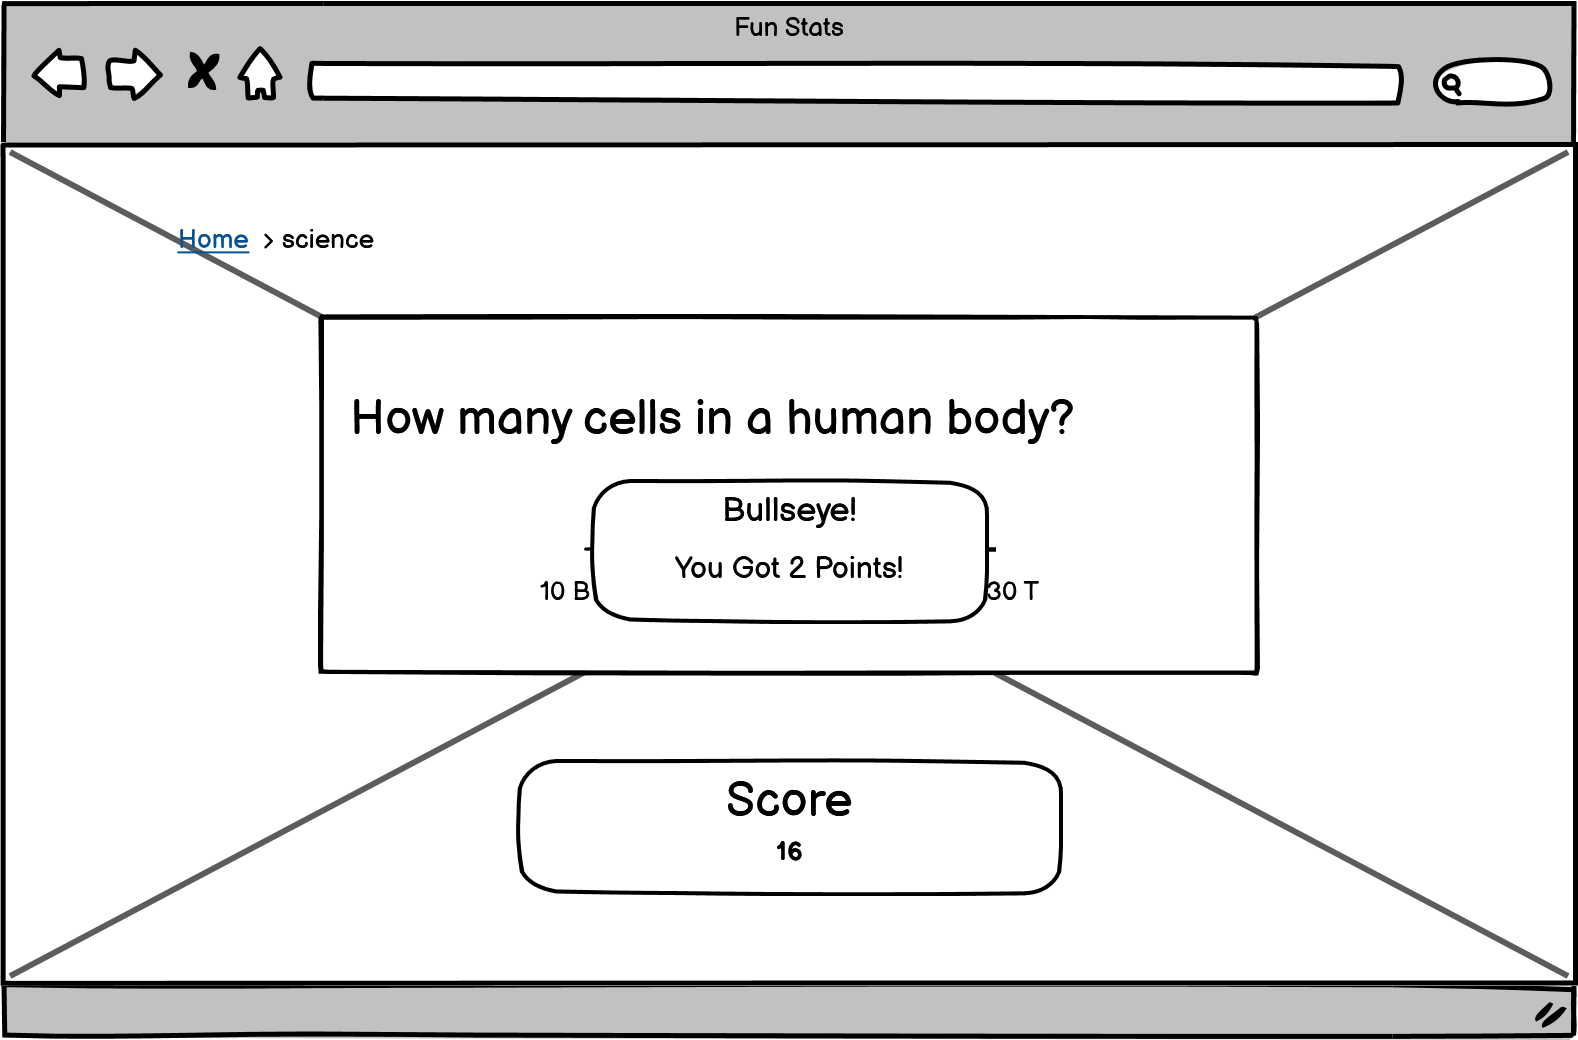 Fun Stats
Home > science
How many cells in a human body?
Bullseye!
You Got 2 Points!
10 B
30 T
Score
16